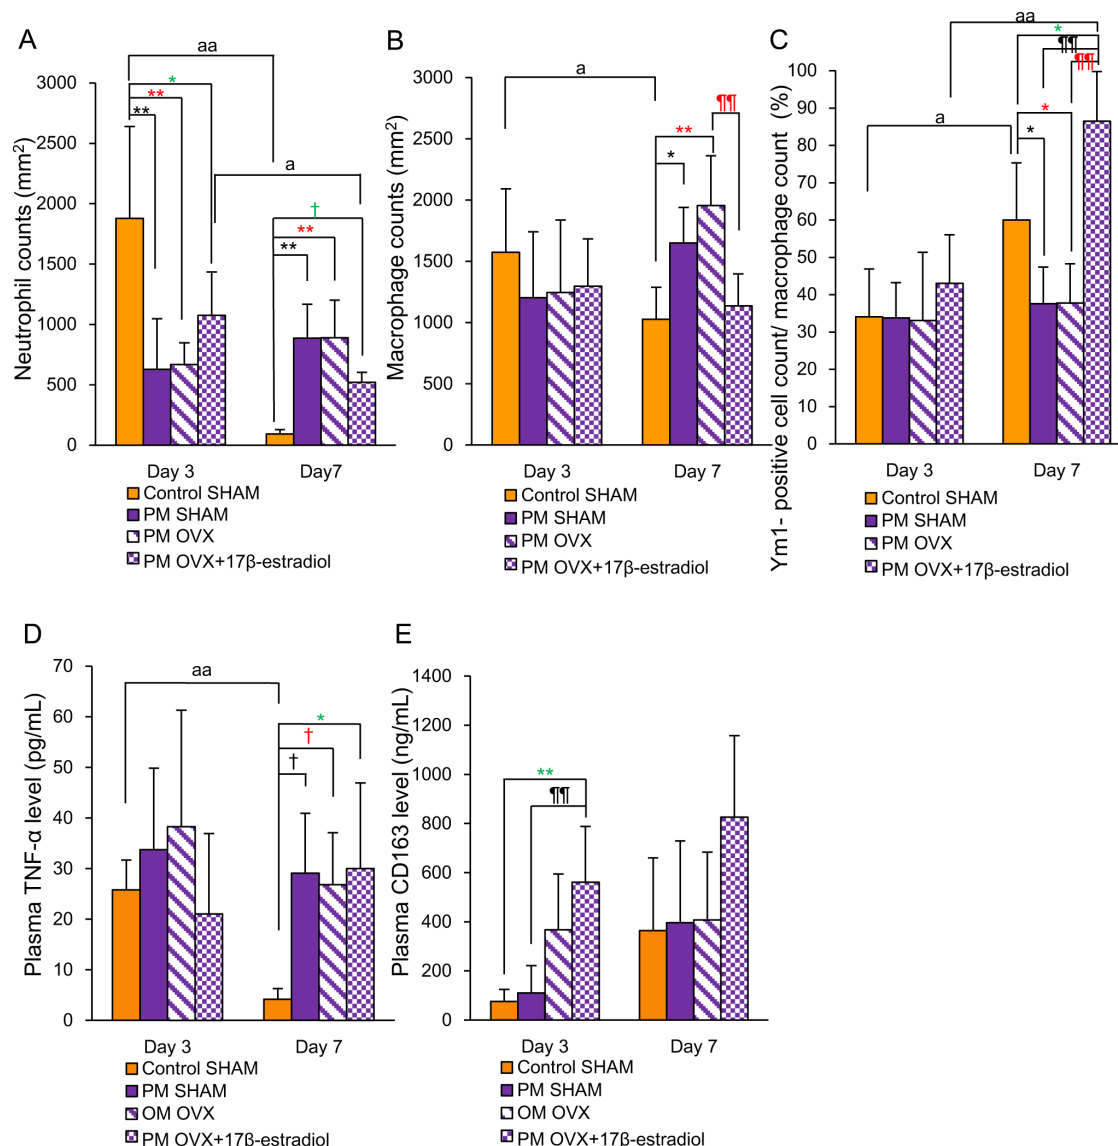 A
Neutrophil counts (mm2)
3000
2500
2000
1500
1000
500
0
aa
*
**
**
a
†
**
**
Day 3
Day7
Control SHAM
PM SHAM
PM OVX
PM OVX+17β-estradiol
B
Macrophage counts (mm2)
3000
2500
2000
1500
1000
500
0
a
¶¶
**
*
Day 3
Day 7
Control SHAM
PM SHAM
PM OVX
PM OVX+17β-estradiol
C
Ym1- positive cell count/ macrophage count (%)
100
90
80
70
60
50
40
30
20
10
0
aa
*
¶¶
¶¶
a
*
*
Day 3
Day 7
Control SHAM
PM SHAM
PM OVX
PM OVX+17β-estradiol
D
Plasma TNF-α level (pg/mL)
70
60
50
40
30
20
10
0
aa
*
†
†
Day 3
Day 7
Control SHAM
PM SHAM
OM OVX
PM OVX+17β-estradiol
E
Plasma CD163 level (ng/mL)
1400
1200
1000
800
600
400
200
0
**
¶¶
Day 3
Day 7
Control SHAM
PM SHAM
OM OVX
PM OVX+17β-estradiol